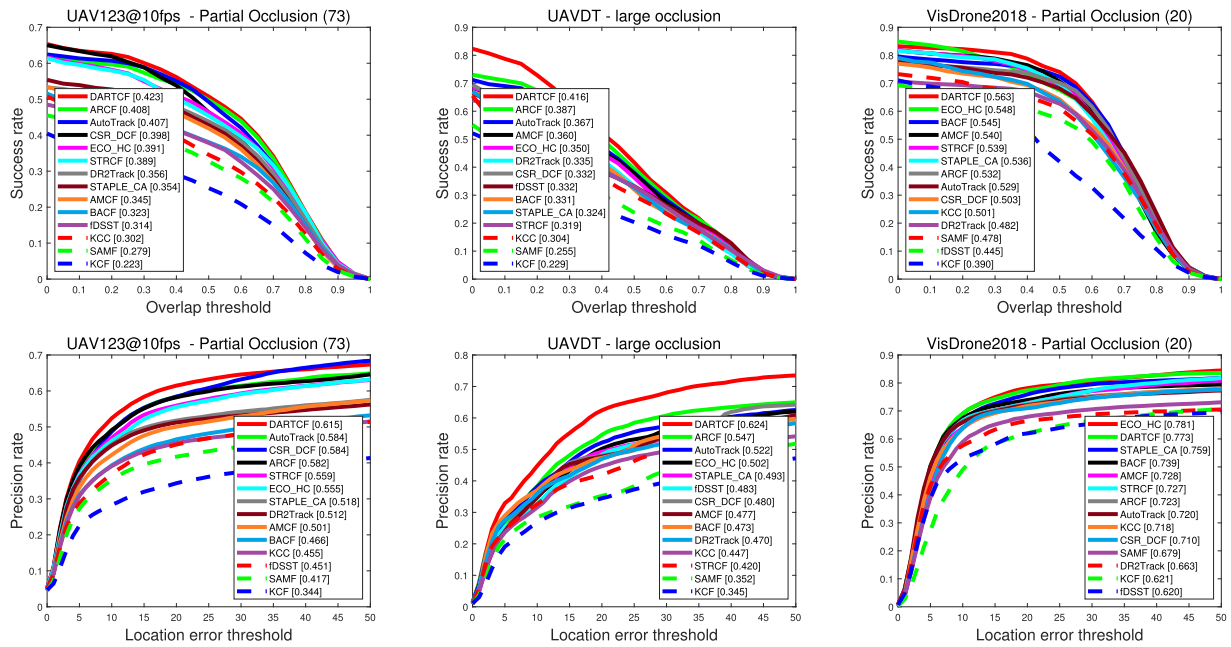 UAV123@10fps - Partial Occlusion (73)
Success rate
0.7
0.6
0.5
0.4
0.3
0.2
0.1
0
DARTCF [0.423]
ARCF [0.408]
AutoTrack [0.407]
CSR_DCF [0.398]
ECO_HC [0.391]
STRCF [0.389]
DR2Track [0.356]
STAPLE_CA [0.354]
AMCF [0.345]
BACF [0.323]
fDSST [0.314]
KCC [0.302]
SAMF [0.279]
KCF [0.223]
0 0.1 0.2 0.3 0.4 0.5 0.6 0.7 0.8 0.9 1
Overlap threshold
UAVDT - large occlusion
Success rate
0.9
0.8
0.7
0.6
0.5
0.4
0.3
0.2
0.1
0
DARTCF [0.416]
ARCF [0.387]
AutoTrack [0.367]
AMCF [0.360]
ECO_HC [0.350]
DR2Track [0.335]
CSR_DCF [0.332]
fDSST [0.332]
BACF [0.331]
STAPLE_CA [0.324]
STRCF [0.319]
KCC [0.304]
SAMF [0.255]
KCF [0.229]
0 0.1 0.2 0.3 0.4 0.5 0.6 0.7 0.8 0.9 1
Overlap threshold
VisDrone2018 - Partial Occlusion (20)
Success rate
0.9
0.8
0.7
0.6
0.5
0.4
0.3
0.2
0.1
0
DARTCF [0.563]
ECO_HC [0.548]
BACF [0.545]
AMCF [0.540]
STRCF [0.539]
STAPLE_CA [0.536]
ARCF [0.532]
AutoTrack [0.529]
CSR_DCF [0.503]
KCC [0.501]
DR2Track [0.482]
SAMF [0.478]
fDSST [0.445]
KCF [0.390]
0 0.1 0.2 0.3 0.4 0.5 0.6 0.7 0.8 0.9 1
Overlap threshold
UAV123@10fps - Partial Occlusion (73)
Precision rate
0.7
0.6
0.5
0.4
0.3
0.2
0.1
0
DARTCF [0.615]
AutoTrack [0.584]
CSR_DCF [0.584]
ARCF [0.582]
STRCF [0.559]
ECO_HC [0.555]
STAPLE_CA [0.518]
DR2Track [0.512]
AMCF [0.501]
BACF [0.466]
KCC [0.455]
fDSST [0.451]
SAMF [0.417]
KCF [0.344]
0 5 10 15 20 25 30 35 40 45 50
Location error threshold
UAVDT - large occlusion
Precision rate
0.8
0.7
0.6
0.5
0.4
0.3
0.2
0.1
0
DARTCF [0.624]
ARCF [0.547]
AutoTrack [0.522]
ECO_HC [0.502]
STAPLE_CA [0.493]
fDSST [0.483]
CSR_DCF [0.480]
AMCF [0.477]
BACF [0.473]
DR2Track [0.470]
KCC [0.447]
STRCF [0.420]
SAMF [0.352]
KCF [0.345]
0 5 10 15 20 25 30 35 40 45 50
Location error threshold
VisDrone2018 - Partial Occlusion (20)
Precision rate
0.9
0.8
0.7
0.6
0.5
0.4
0.3
0.2
0.1
0
ECO_HC [0.781]
DARTCF [0.773]
STAPLE_CA [0.759]
BACF [0.739]
AMCF [0.728]
STRCF [0.727]
ARCF [0.723]
AutoTrack [0.720]
KCC [0.718]
CSR_DCF [0.710]
SAMF [0.679]
DR2Track [0.663]
KCF [0.621]
fDSST [0.620]
0 5 10 15 20 25 30 35 40 45 50
Location error threshold